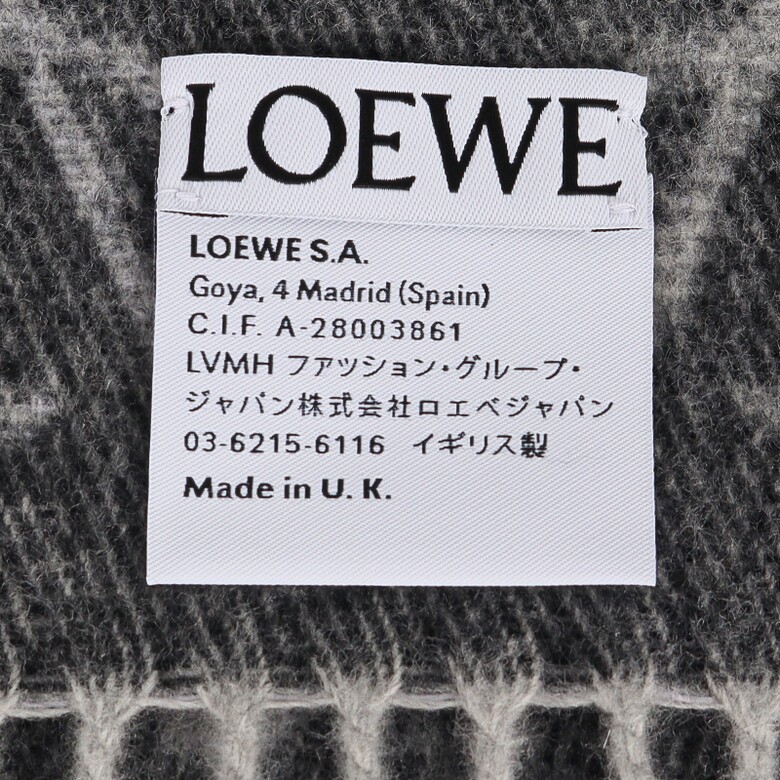 LOEWE
LOEWE S.A.
Goya, 4 Madrid (Spain)
C.I.F. A-28003861
LVMH ファッション・グループ・
ジャパン株式会社ロエベジャパン
03-6215-6116 イギリス製
Made in U. K.